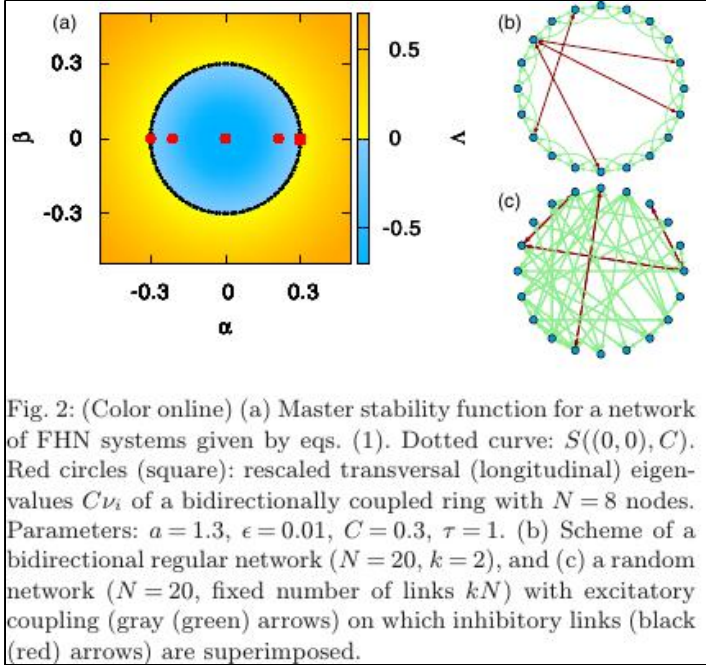 (a)
0.3
0
-0.3
β
-0.3
0
0.3
α
0.5
0
-0.5
Λ
(b)
(c)
Fig. 2: (Color online) (a) Master stability function for a network
of FHN systems given by eqs. (1). Dotted curve: S((0, 0), C).
Red circles (square): rescaled transversal (longitudinal) eigen-
values Cνᵢ of a bidirectionally coupled ring with N = 8 nodes.
Parameters: a = 1.3, ϵ = 0.01, C = 0.3, τ = 1. (b) Scheme of a
bidirectional regular network (N = 20, k = 2), and (c) a random
network (N = 20, fixed number of links kN) with excitatory
coupling (gray (green) arrows) on which inhibitory links (black
(red) arrows) are superimposed.